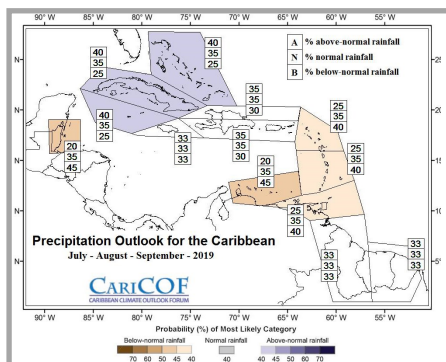 90°W 85°W 80°W 75°W 70°W 65°W 60°W 55°W
A % above-normal rainfall
N % normal rainfall
B % below-normal rainfall
40
35
25
40
35
25
40
35
25
35
35
30
25
35
40
25
35
40
20
35
45
33
33
33
35
35
30
20
35
45
25
35
40
33
33
33
33
33
33
N
N
20°N
15°N
10°N
5°N
Precipitation Outlook for the Caribbean
July - August - September - 2019
CARICOF
CARIBBEAN CLIMATE OUTLOOK FORUM
90°W 85°W 80°W 75°W 70°W 65°W 60°W 55°W
Probability (%) of Most Likely Category
Below-normal rainfall Normal rainfall Above-normal rainfall
70 60 50 45 40 40 40 45 50 60 70